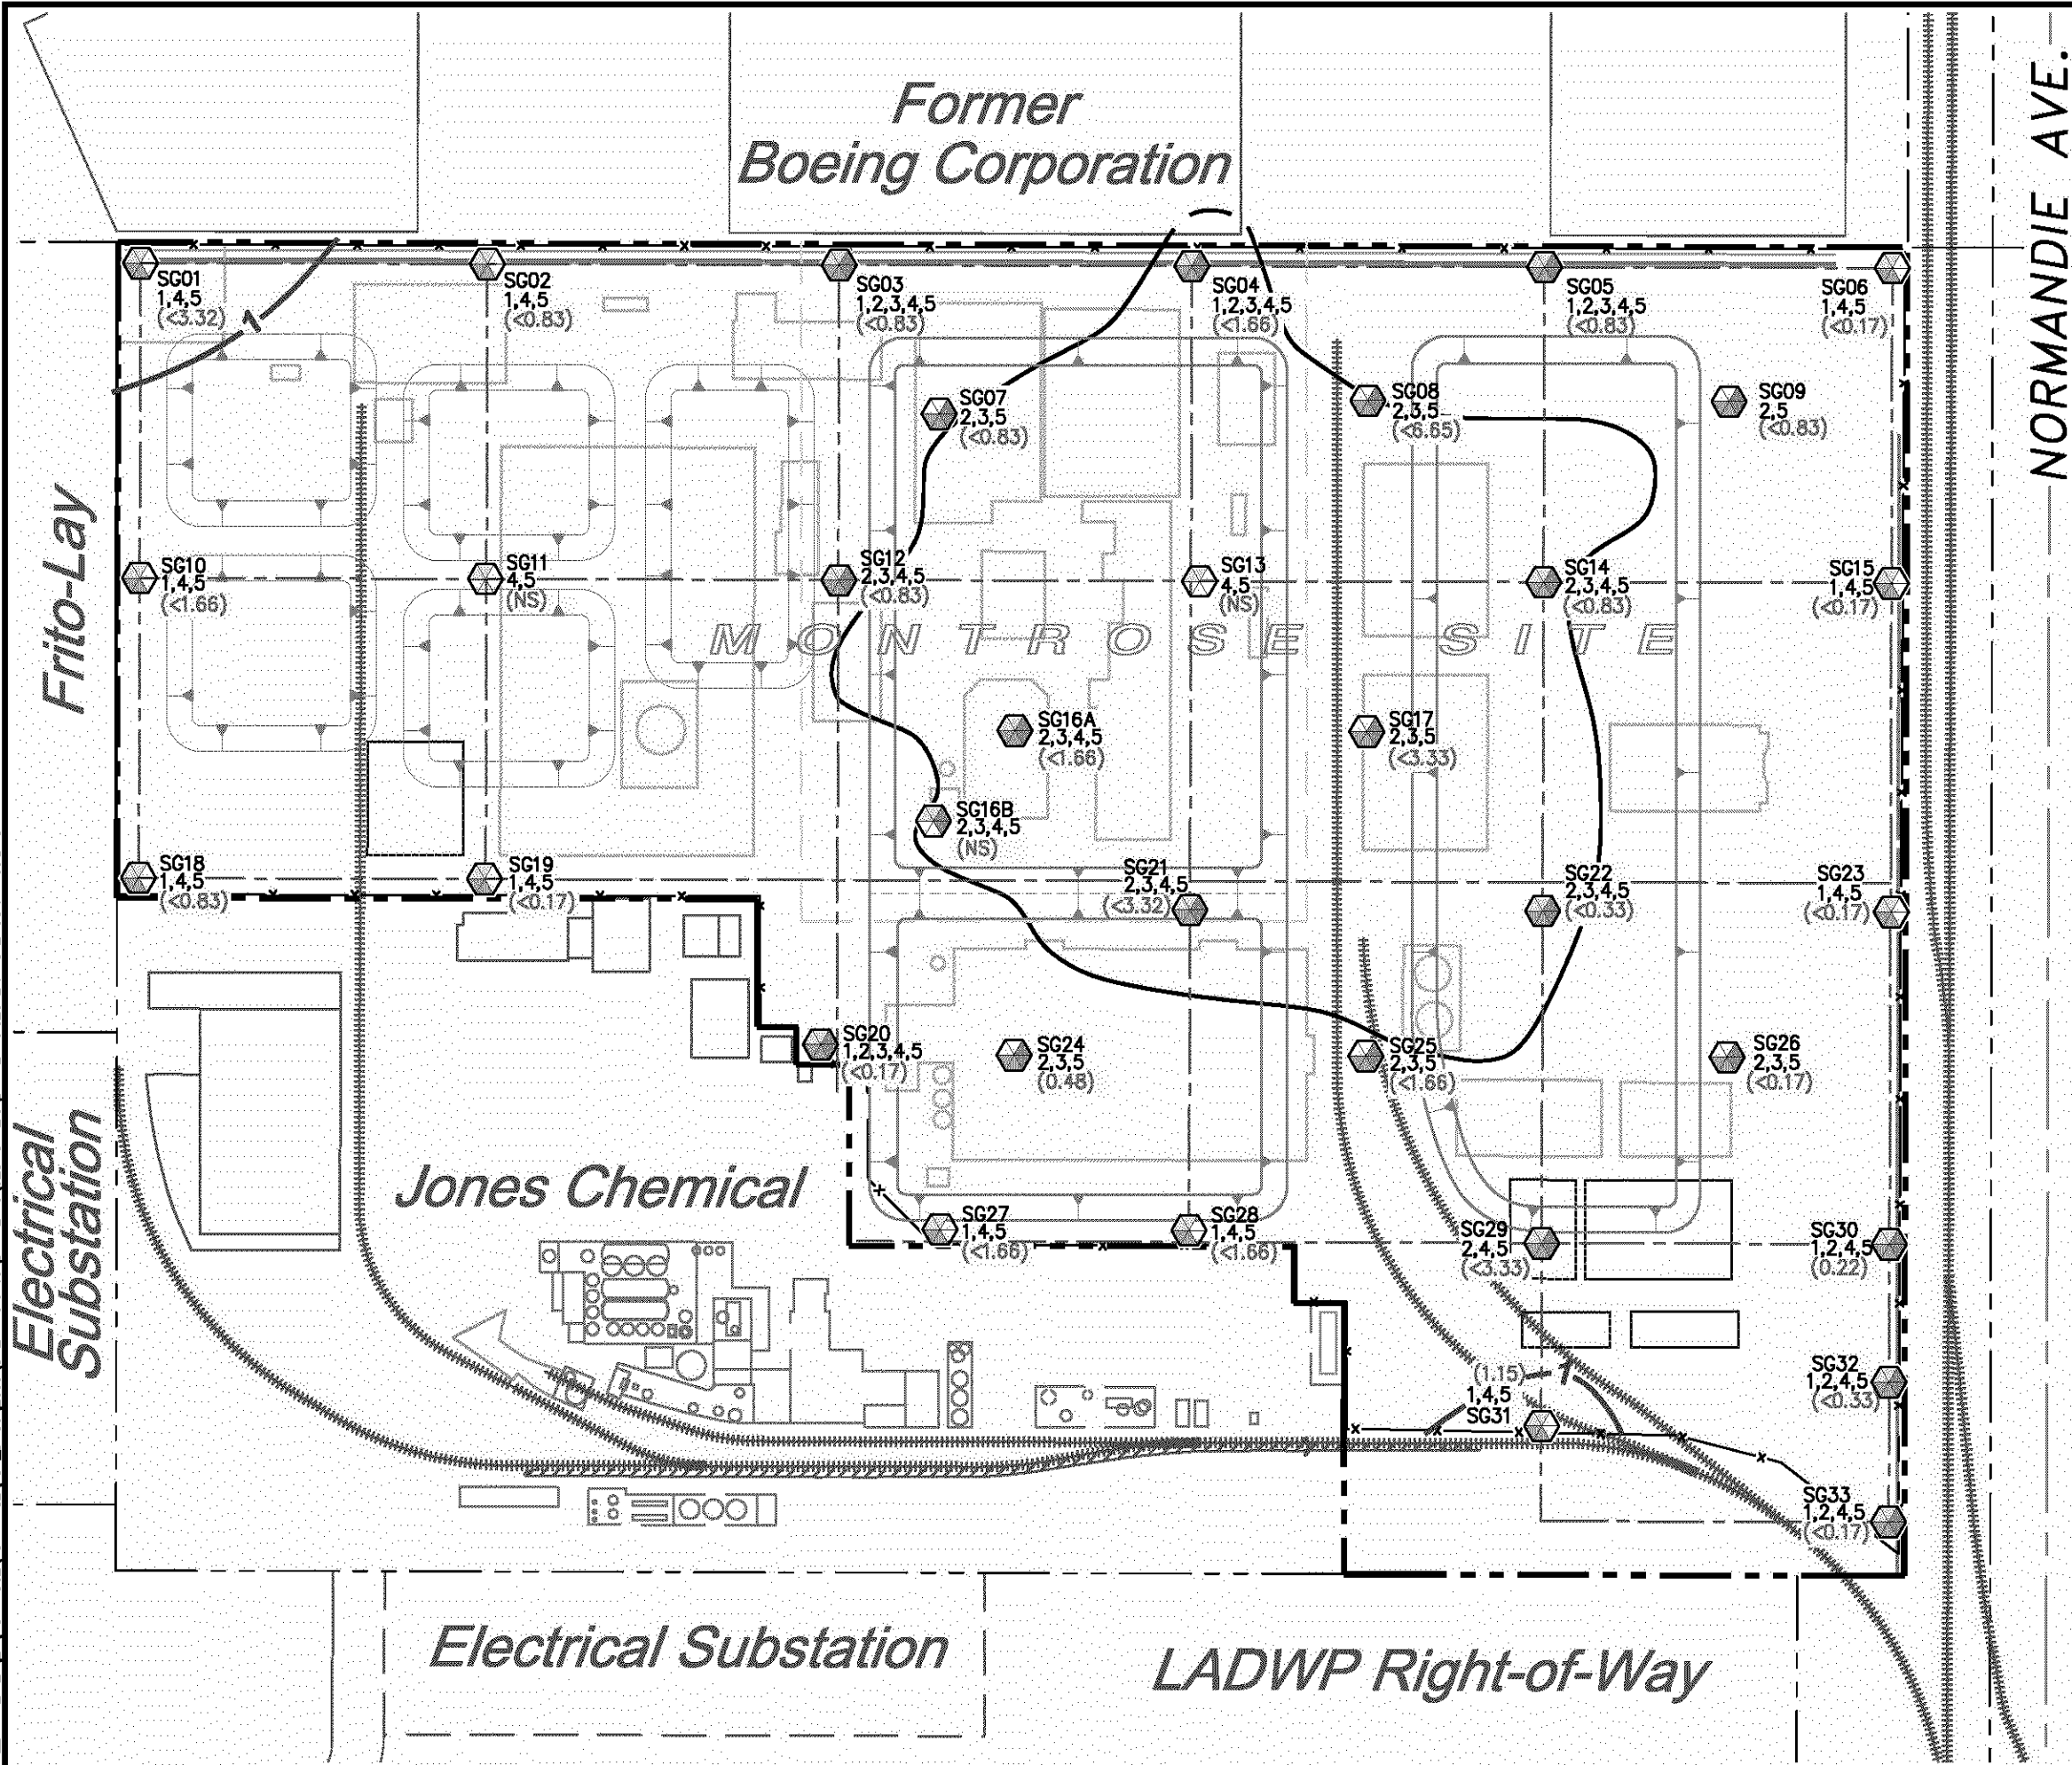 Former
Boeing Corporation
NORMANDIE AVE.
SG01
1,4,5
(<3.32)
SG02
1,4,5
(<0.83)
SG03
1,2,3,4,5
(<0.83)
SG04
1,2,3,4,5
(<1.66)
SG05
1,2,3,4,5
(<0.83)
SG06
1,4,5
(<0.17)
1
SG07
2,3,5
(<0.83)
SG08
2,3,5
(<6.65)
SG09
2,5
(<0.83)
Frito-Lay
SG10
1,4,5
(<1.66)
SG11
4,5
(NS)
SG12
2,3,4,5
(<0.83)
SG13
4,5
(NS)
SG14
2,3,4,5
(<0.83)
SG15
1,4,5
(<0.17)
MONTROSE SITE
SG16A
2,3,4,5
(<1.66)
SG17
2,3,5
(<3.33)
SG16B
2,3,4,5
(NS)
SG18
1,4,5
(<0.83)
SG19
1,4,5
(<0.17)
SG21
2,3,4,5
(<3.32)
SG22
2,3,4,5
(<0.33)
SG23
1,4,5
(<0.17)
SG20
1,2,3,4,5
(<0.17)
SG24
2,3,5
(0.48)
SG25
2,3,5
(<1.66)
SG26
2,3,5
(<0.17)
Electrical
Substation
Jones Chemical
SG27
1,4,5
(<1.66)
SG28
1,4,5
(<1.66)
SG29
2,4,5
(<3.33)
SG30
1,2,4,5
(0.22)
(1.15)
1,4,5
SG31
1
SG32
1,2,4,5
(<0.33)
SG33
1,2,4,5
(<0.17)
Electrical Substation
LADWP Right-of-Way